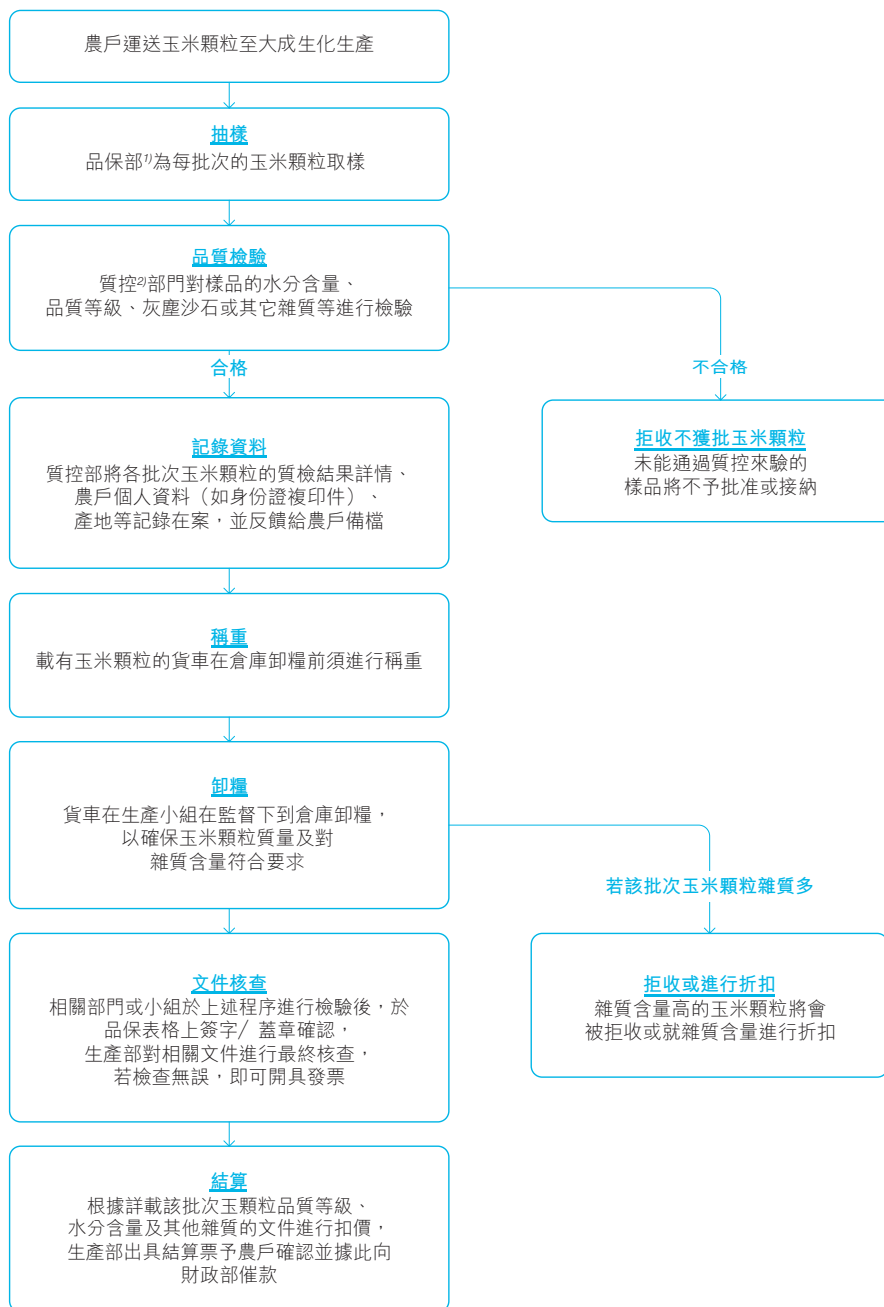 農戶運送玉米顆粒至大成生化生產
抽樣
品保部1)為每批次的玉米顆粒取樣
品質檢驗
質控2)部門對樣品的水分含量、
品質等級、灰塵沙石或其它雜質等進行檢驗
合格
不合格
記錄資料
質控部將各批次玉米顆粒的質檢結果詳情、
農戶個人資料（如身份證複印件）、
產地等記錄在案，並反饋給農戶備檔
拒收不獲批玉米顆粒
未能通過質控來驗的
樣品將不予批准或接納
稱重
載有玉米顆粒的貨車在倉庫卸糧前須進行稱重
卸糧
貨車在生產小組在監督下到倉庫卸糧，
以確保玉米顆粒質量及對
雜質含量符合要求
若該批次玉米顆粒雜質多
文件核查
相關部門或小組於上述程序進行檢驗後，於
品保表格上簽字/ 蓋章確認，
生產部對相關文件進行最終核查，
若檢查無誤，即可開具發票
拒收或進行折扣
雜質含量高的玉米顆粒將會
被拒收或就雜質含量進行折扣
結算
根據詳載該批次玉顆粒品質等級、
水分含量及其他雜質的文件進行扣價，
生產部出具結算票予農戶確認並據此向
財政部催款